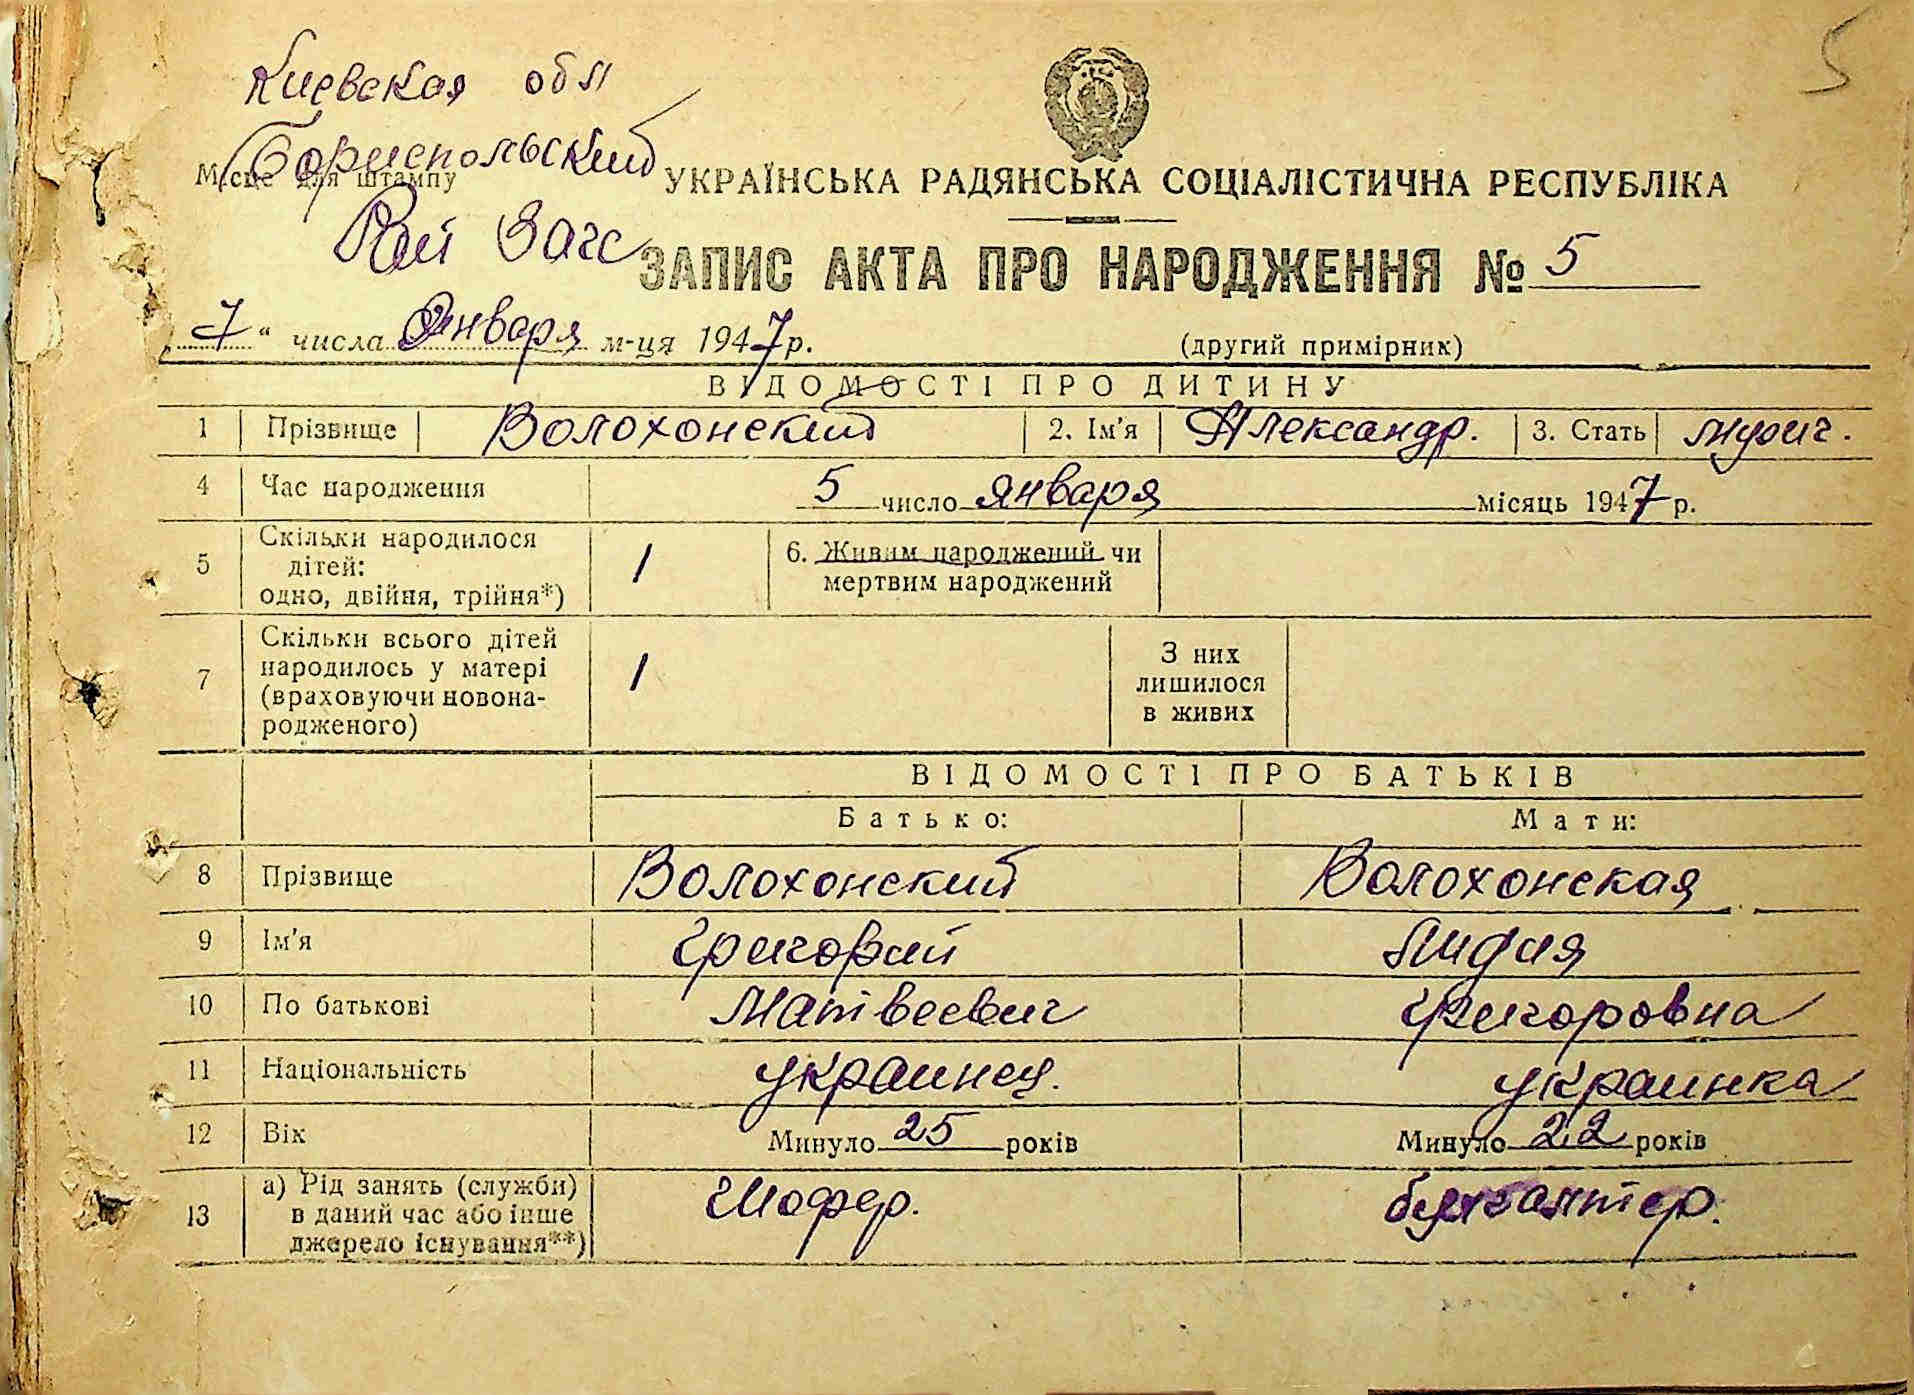 5
Киевская обл
Бориспольский
Місце для штампу
Рай Загс
УКРАЇНСЬКА РАДЯНСЬКА СОЦІАЛІСТИЧНА РЕСПУБЛІКА
ЗАПИС АКТА ПРО НАРОДЖЕННЯ № 5
„7“ числа Января м-ця 1947 р.
(другий примірник)
ВІДОМОСТІ ПРО ДИТИНУ
1 Прізвище Волохонский 2. Ім'я Александр. 3. Стать мужч.
4 Час народження 5 число января місяць 1947 р.
5 Скільки народилося
дітей:
одно, двійня, трійня*)
1
6. Живим народжений чи
мертвим народжений
7 Скільки всього дітей
народилось у матері
(враховуючи новона-
родженого)
1
З них
лишилося
в живих
ВІДОМОСТІ ПРО БАТЬКІВ
Батько: Мати:
8 Прізвище Волохонский Волохонская
9 Ім'я Григорий Лидия
10 По батькові Матвеевич Григоровна
11 Національність украинец. украинка
12 Вік Минуло 25 років Минуло 22 років
13 а) Рід занять (служби)
в даний час або інше
джерело існування**)
Шофер. бухгалтер.